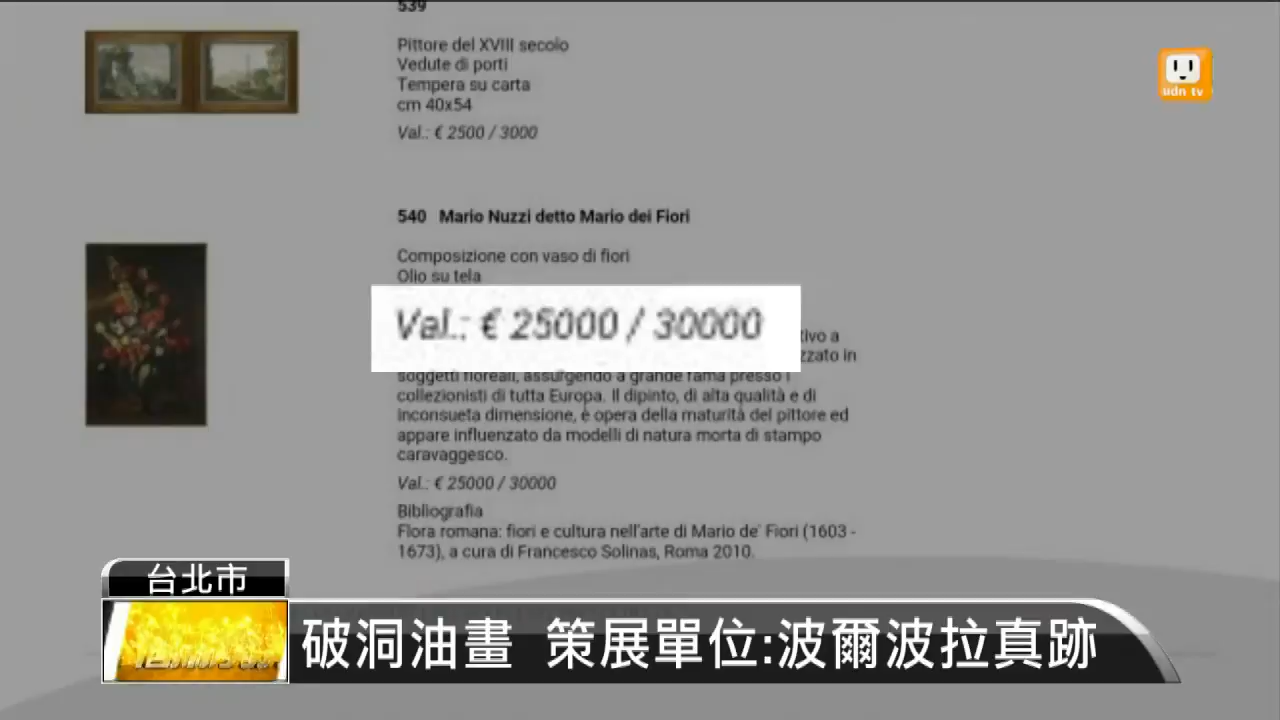 539
Pittore del XVIII secolo
Vedute di porti
Tempera su carta
cm 40x54
Val.: € 2500 / 3000
udn tv
540 Mario Nuzzi detto Mario dei Fiori
Composizione con vaso di fiori
Olio su tela
Val.: € 25000 / 30000
tivo a
zzato in
soggetti floreali, assurgendo a grande fama presso i
collezionisti di tutta Europa. Il dipinto, di alta qualità e di
inconsueta dimensione, è opera della maturità del pittore ed
appare influenzato da modelli di natura morta di stampo
caravaggesco.
Val.: € 25000 / 30000
Bibliografia
Flora romana: fiori e cultura nell'arte di Mario de' Fiori (1603 -
1673), a cura di Francesco Solinas, Roma 2010.
台北市
破洞油畫 策展單位:波爾波拉真跡